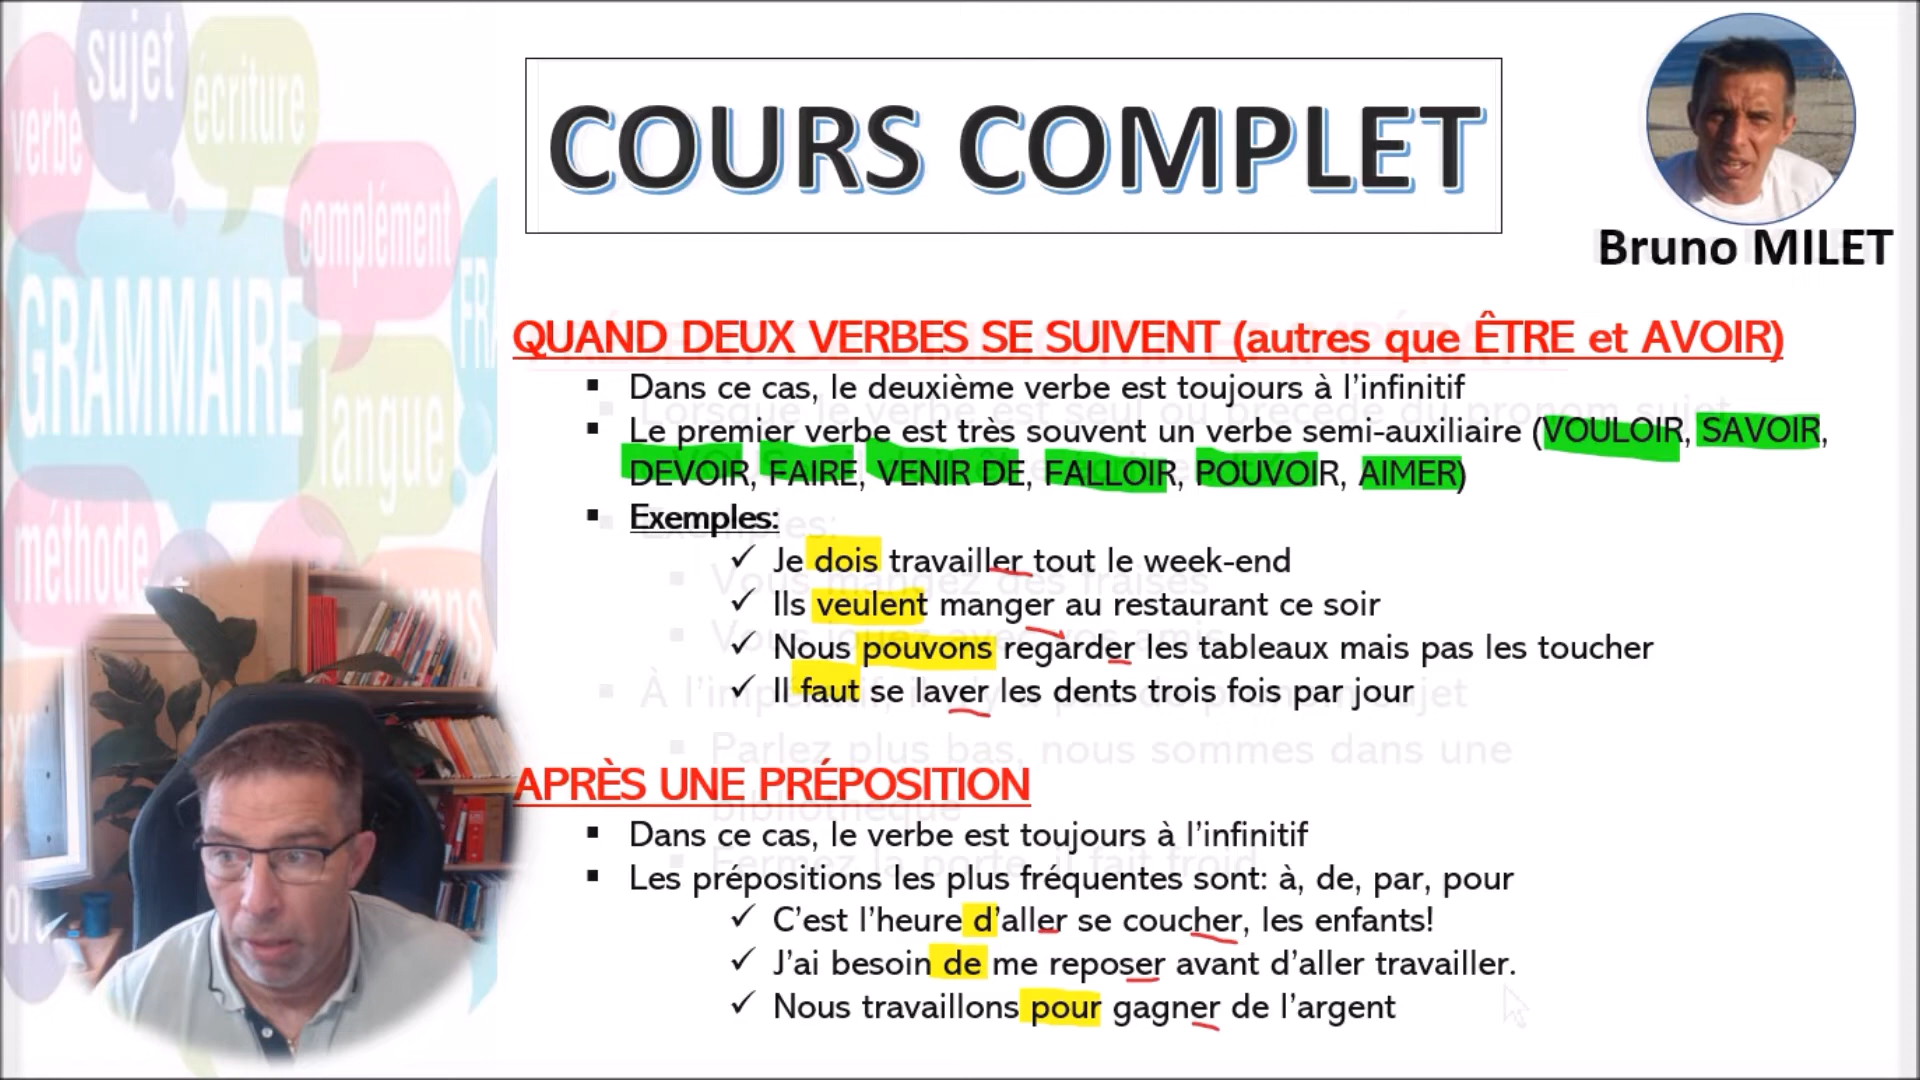 sujet
écriture
verbe
complément
GRAMMAIRE
FRA
langue
méthode
COURS COMPLET
Bruno MILET
QUAND DEUX VERBES SE SUIVENT (autres que ÊTRE et AVOIR)
Dans ce cas, le deuxième verbe est toujours à l'infinitif
Le premier verbe est très souvent un verbe semi-auxiliaire (VOULOIR, SAVOIR,
DEVOIR, FAIRE, VENIR DE, FALLOIR, POUVOIR, AIMER)
Exemples:
Je dois travailler tout le week-end
Ils veulent manger au restaurant ce soir
Nous pouvons regarder les tableaux mais pas les toucher
Il faut se laver les dents trois fois par jour
APRÈS UNE PRÉPOSITION
Dans ce cas, le verbe est toujours à l'infinitif
Les prépositions les plus fréquentes sont: à, de, par, pour
C'est l'heure d'aller se coucher, les enfants!
J'ai besoin de me reposer avant d'aller travailler.
Nous travaillons pour gagner de l'argent